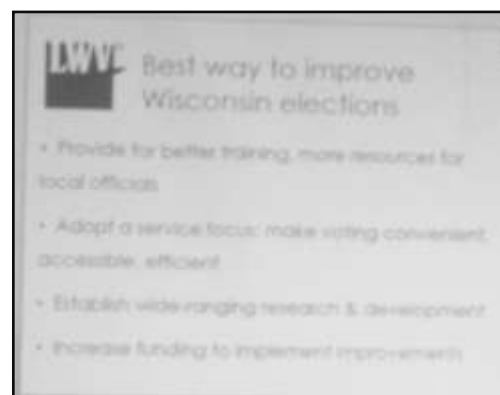 LWV
Best way to improve
Wisconsin elections
• Provide for better training, more resources for
local officials
• Adopt a service focus: make voting convenient,
accessible, efficient
• Establish wide-ranging research & development
• Increase funding to implement improvements